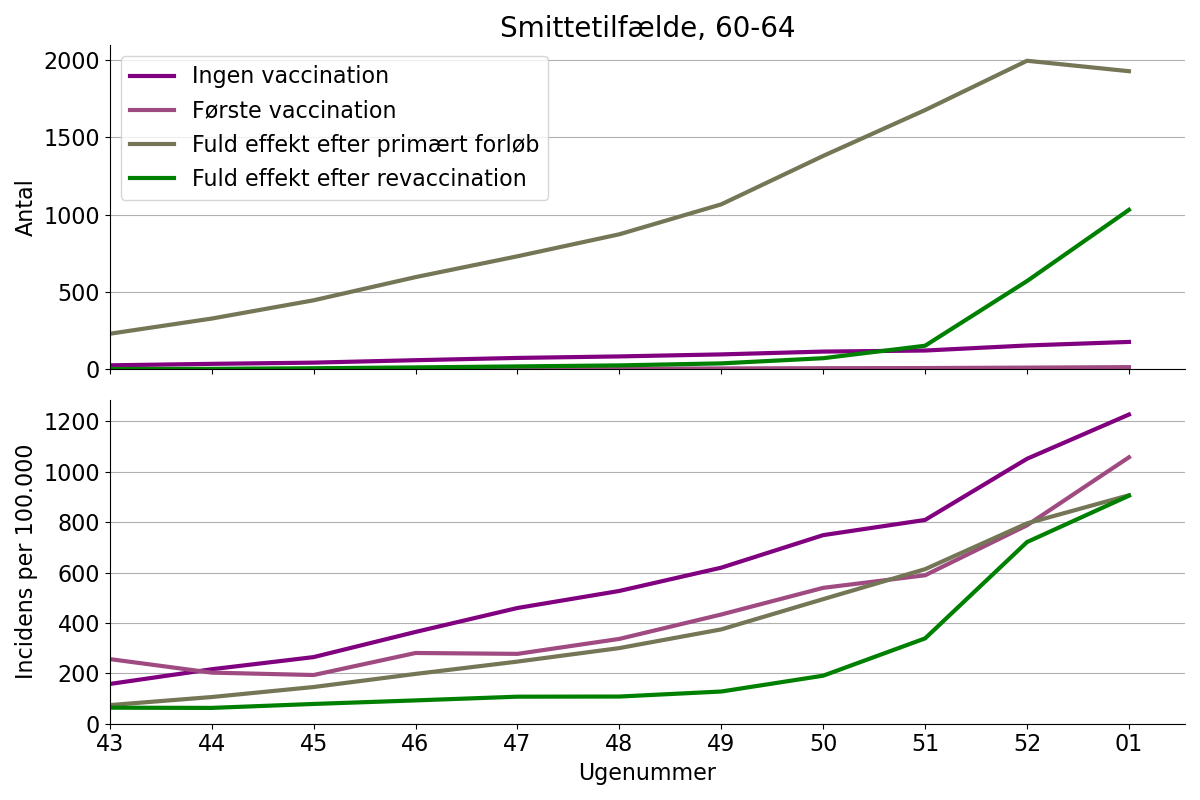 Smittetilfælde, 60-64
Antal
2000
1500
1000
500
0
Ingen vaccination
Første vaccination
Fuld effekt efter primært forløb
Fuld effekt efter revaccination
Incidens per 100.000
1200
1000
800
600
400
200
0
43 44 45 46 47 48 49 50 51 52 01
Ugenummer